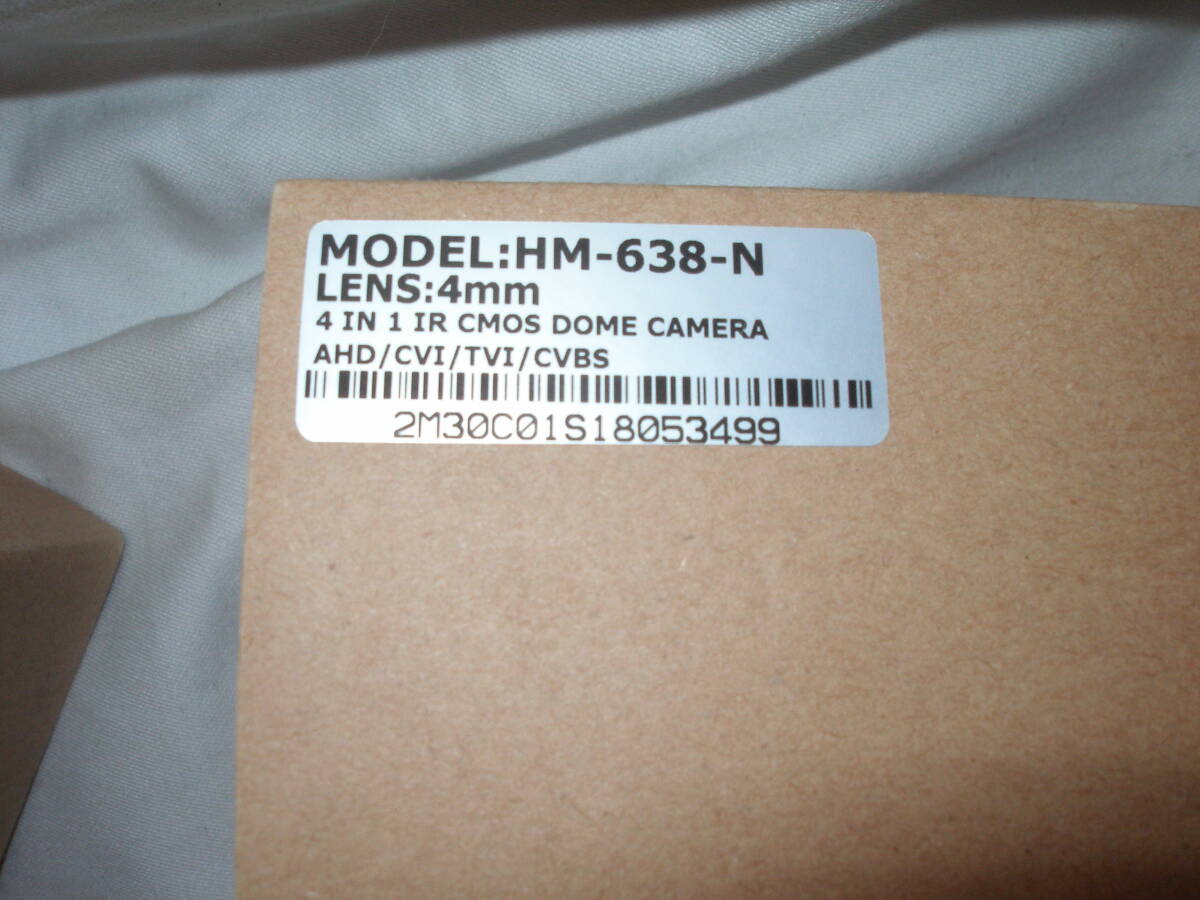 MODEL:HM-638-N
LENS:4mm
4 IN 1 IR CMOS DOME CAMERA
AHD/CVI/TVI/CVBS
2M30C01S18053499